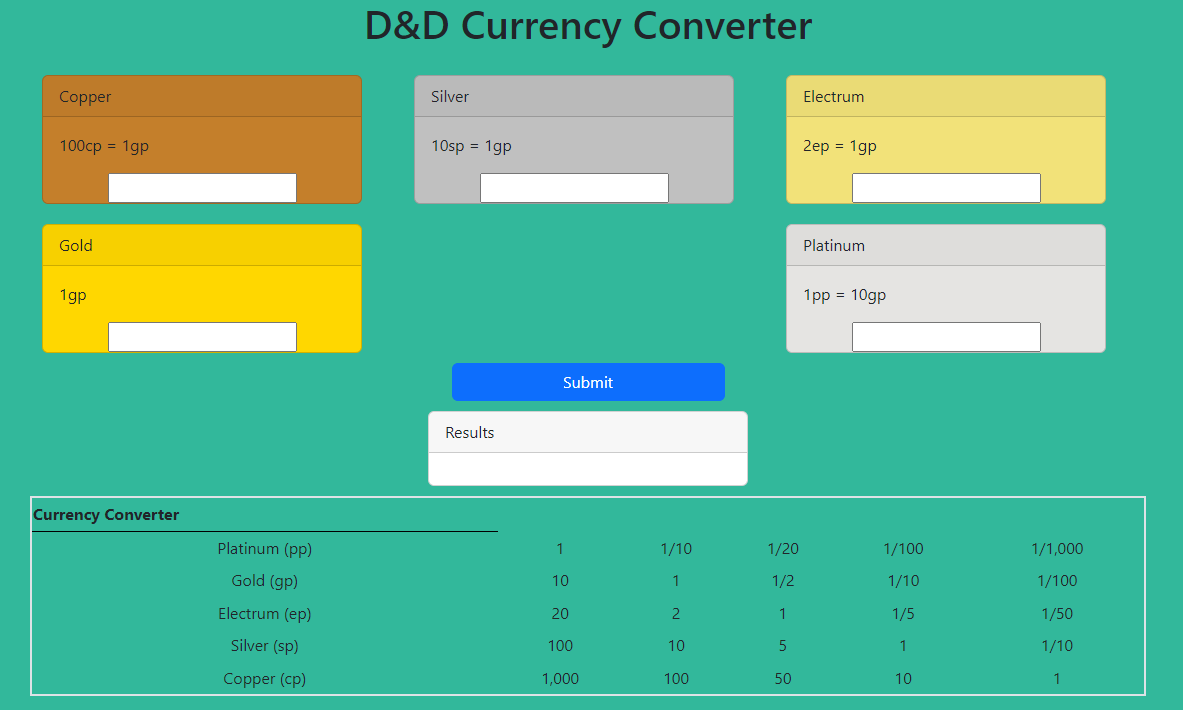 D&D Currency Converter
Copper
Silver
Electrum
100cp = 1gp
10sp = 1gp
2ep = 1gp
Gold
Platinum
1gp
1pp = 10gp
Submit
Results
Currency Converter
Platinum (pp) 1 1/10 1/20 1/100 1/1,000
Gold (gp) 10 1 1/2 1/10 1/100
Electrum (ep) 20 2 1 1/5 1/50
Silver (sp) 100 10 5 1 1/10
Copper (cp) 1,000 100 50 10 1